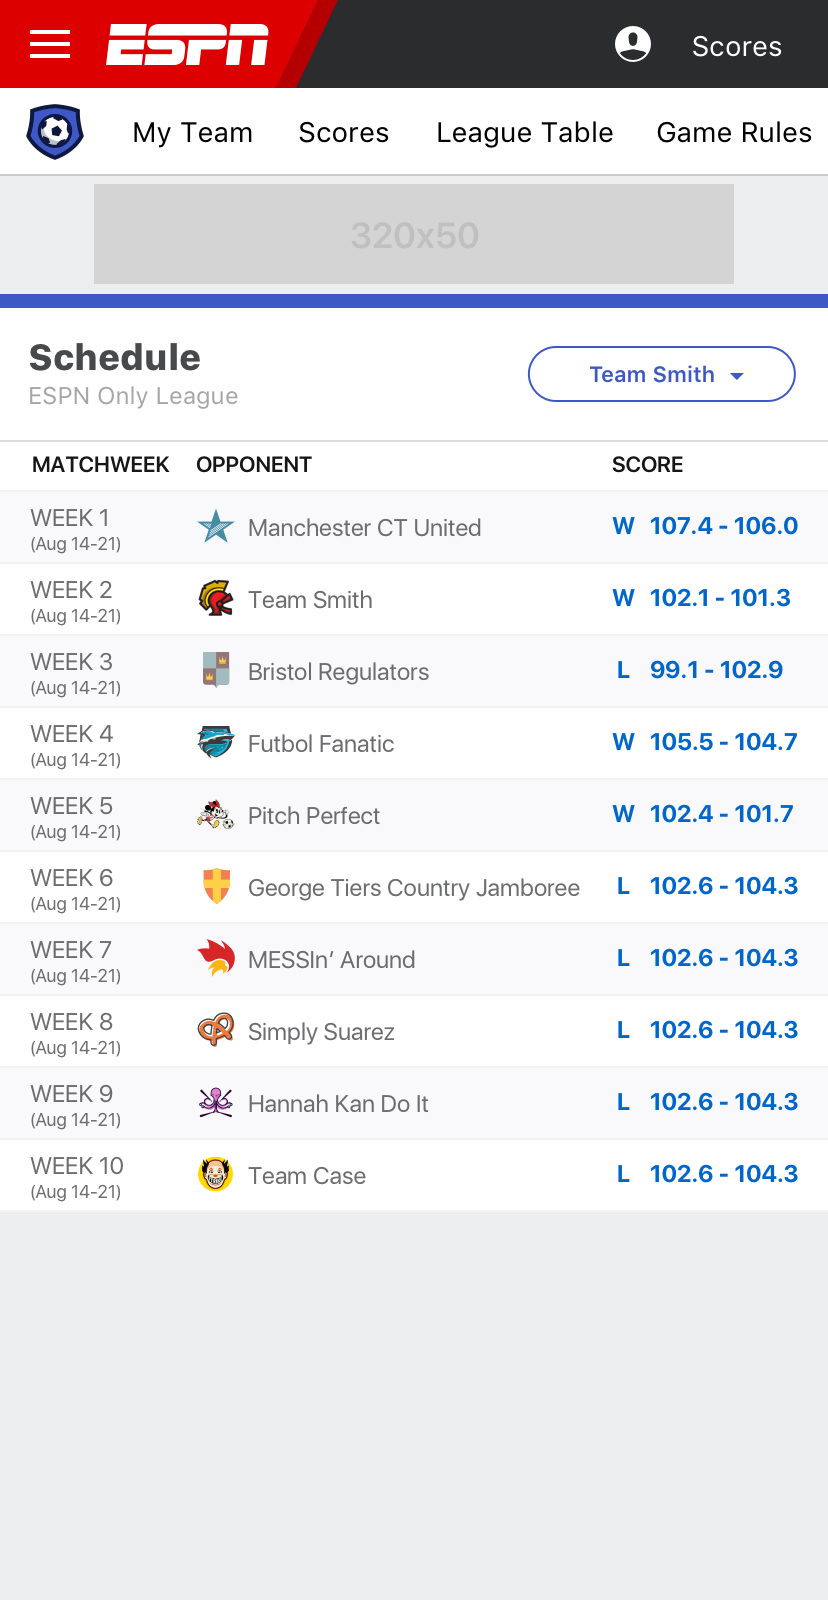 ESPN
Scores
My Team Scores League Table Game Rules
320x50
Schedule
ESPN Only League
Team Smith
MATCHWEEK OPPONENT SCORE
WEEK 1
(Aug 14-21)
Manchester CT United
W 107.4 - 106.0
WEEK 2
(Aug 14-21)
Team Smith
W 102.1 - 101.3
WEEK 3
(Aug 14-21)
Bristol Regulators
L 99.1 - 102.9
WEEK 4
(Aug 14-21)
Futbol Fanatic
W 105.5 - 104.7
WEEK 5
(Aug 14-21)
Pitch Perfect
W 102.4 - 101.7
WEEK 6
(Aug 14-21)
George Tiers Country Jamboree
L 102.6 - 104.3
WEEK 7
(Aug 14-21)
MESSIn’ Around
L 102.6 - 104.3
WEEK 8
(Aug 14-21)
Simply Suarez
L 102.6 - 104.3
WEEK 9
(Aug 14-21)
Hannah Kan Do It
L 102.6 - 104.3
WEEK 10
(Aug 14-21)
Team Case
L 102.6 - 104.3